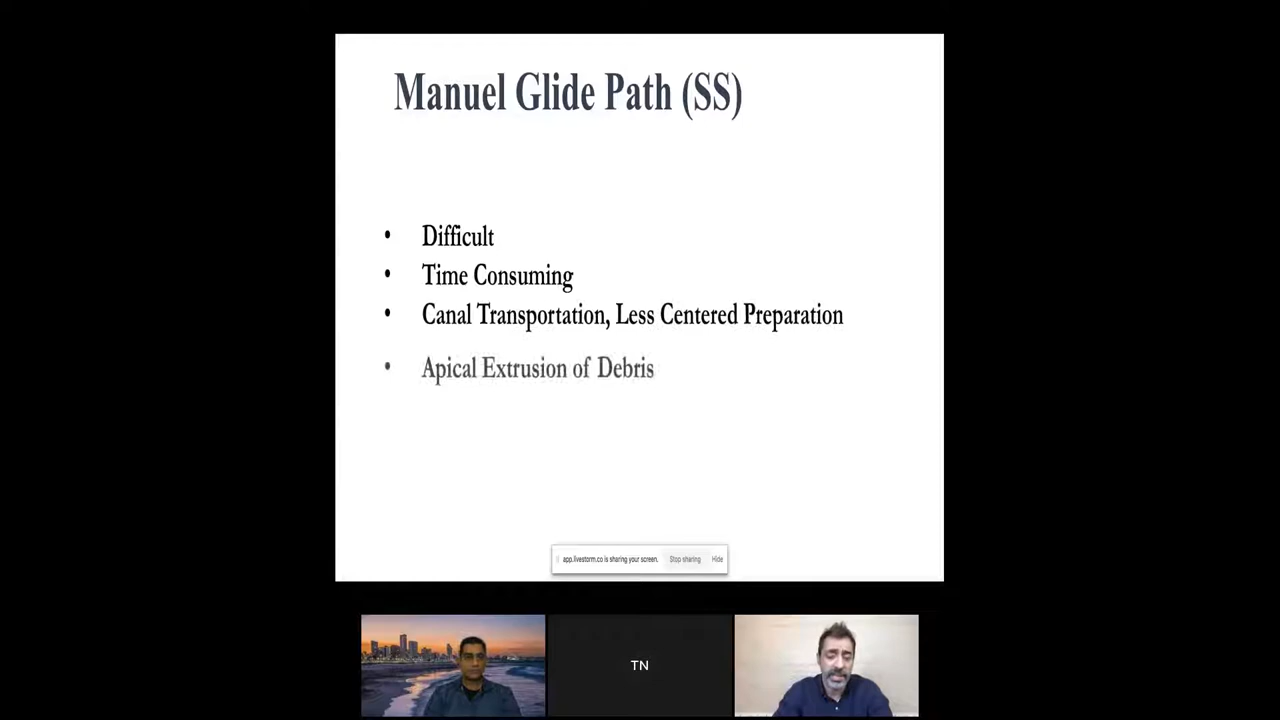 Manuel Glide Path (SS)
• Difficult
• Time Consuming
• Canal Transportation, Less Centered Preparation
• Apical Extrusion of Debris
app.livestorm.co is sharing your screen. Stop sharing Hide
TN